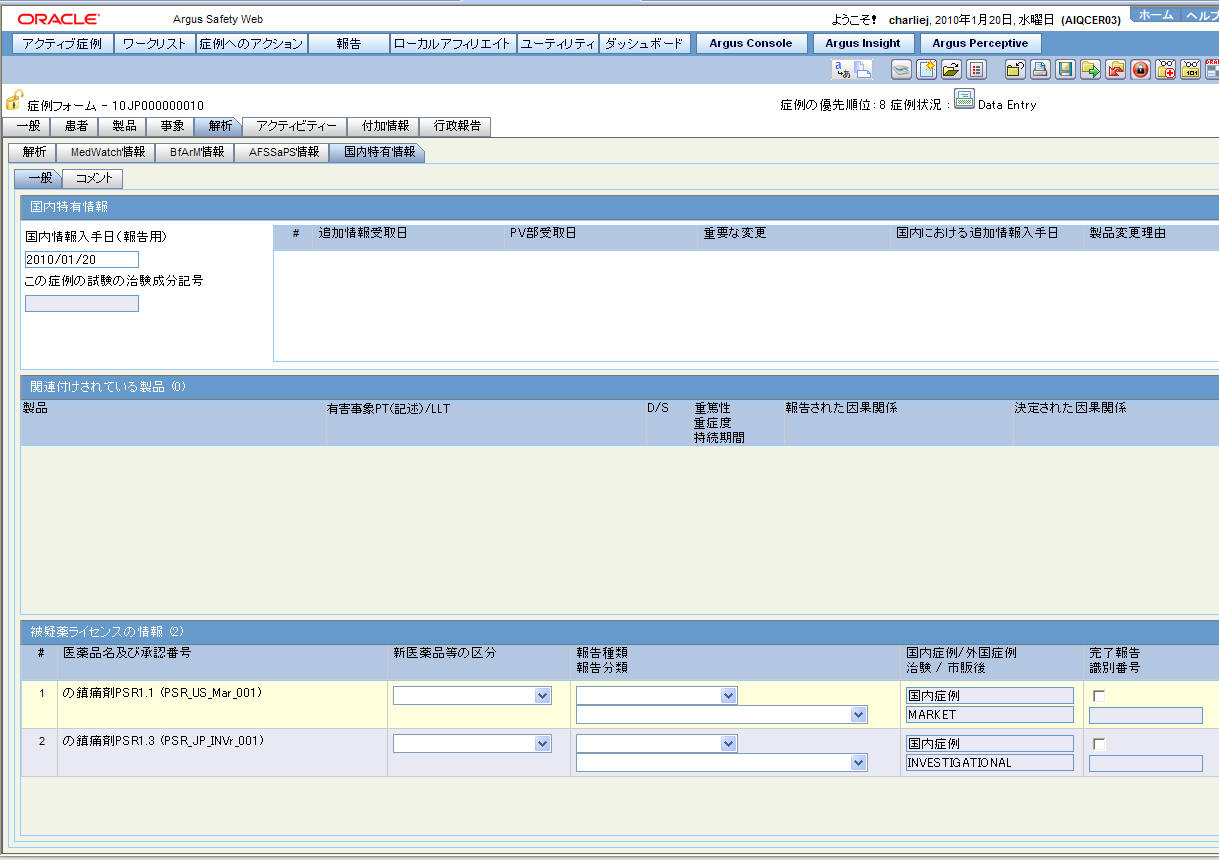 ORACLE Argus Safety Web ようこそ! charliej, 2010年1月20日, 水曜日 (AIQCER03) ホーム ヘルプ
アクティブ症例 ワークリスト 症例へのアクション 報告 ローカルアフィリエイト ユーティリティ ダッシュボード Argus Console Argus Insight Argus Perceptive
症例フォーム - 10JP000000010 症例の優先順位: 8 症例状況 : Data Entry
一般 患者 製品 事象 解析 アクティビティー 付加情報 行政報告
解析 MedWatch情報 BfArM情報 AFSSaPS情報 国内特有情報
一般 コメント
国内特有情報
国内情報入手日(報告用)
2010/01/20
この症例の試験の治験成分記号
# 追加情報受取日 PV部受取日 重要な変更 国内における追加情報入手日 製品変更理由
関連付けされている製品 (0)
製品 有害事象PT(記述)/LLT D/S 重篤性 報告された因果関係 決定された因果関係
重症度
持続期間
被疑薬ライセンスの情報 (2)
# 医薬品名及び承認番号 新医薬品等の区分 報告種類 国内症例/外国症例 完了報告
報告分類 治験 / 市販後 識別番号
1 の鎮痛剤PSR1.1 (PSR_US_Mar_001) 国内症例
MARKET
2 の鎮痛剤PSR1.3 (PSR_JP_INVr_001) 国内症例
INVESTIGATIONAL